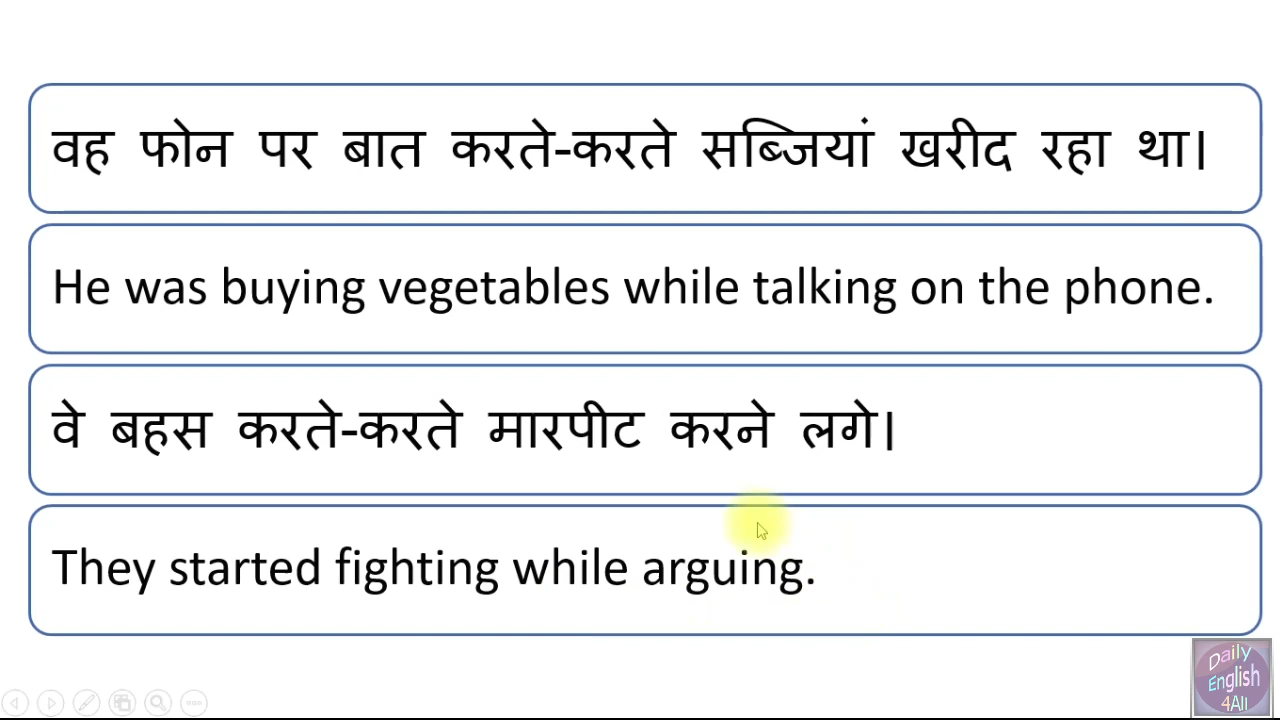 वह फोन पर बात करते-करते सब्जियां खरीद रहा था।
He was buying vegetables while talking on the phone.
वे बहस करते-करते मारपीट करने लगे।
They started fighting while arguing.
Daily
English
4All